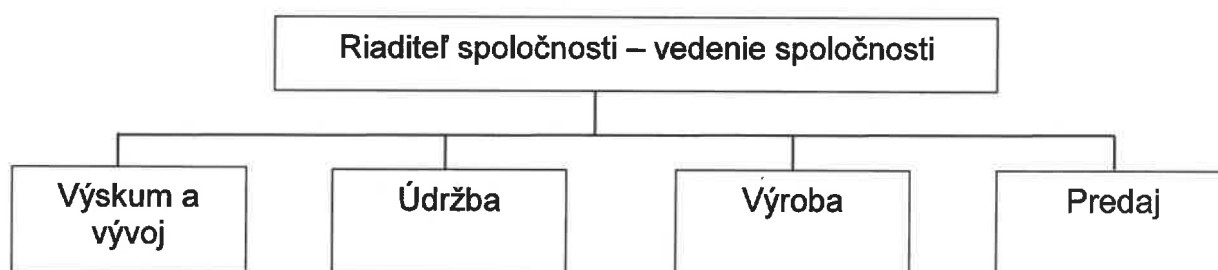 Riaditeľ spoločnosti – vedenie spoločnosti
Výskum a
vývoj
Údržba
Výroba
Predaj